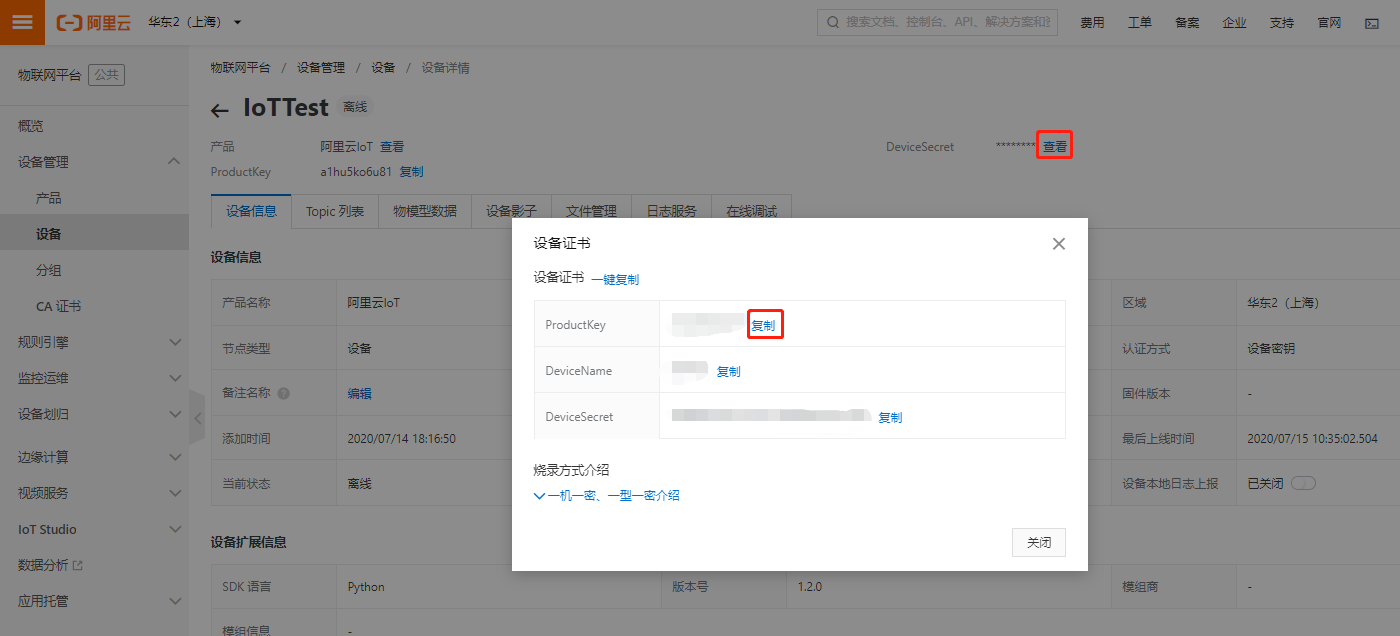 阿里云 华东2（上海） 搜索文档、控制台、API、解决方案和资 费用 工单 备案 企业 支持 官网
物联网平台 公共
概览
设备管理
产品
设备
分组
CA 证书
规则引擎
监控运维
设备划归
边缘计算
视频服务
IoT Studio
数据分析
应用托管
物联网平台 / 设备管理 / 设备 / 设备详情
← IoTTest 离线
产品 阿里云IoT 查看 DeviceSecret ******** 查看
ProductKey a1hu5ko6u81 复制
设备信息 Topic 列表 物模型数据 设备影子 文件管理 日志服务 在线调试
设备信息
产品名称 阿里云IoT 区域 华东2（上海）
节点类型 设备 认证方式 设备密钥
备注名称 ? 编辑 固件版本 -
添加时间 2020/07/14 18:16:50 最后上线时间 2020/07/15 10:35:02.504
当前状态 离线 设备本地日志上报 已关闭
设备扩展信息
SDK 语言 Python 版本号 1.2.0 模组商 -
模组信息 -
设备证书
设备证书 一键复制
ProductKey 复制
DeviceName 复制
DeviceSecret 复制
烧录方式介绍
一机一密、一型一密介绍
关闭